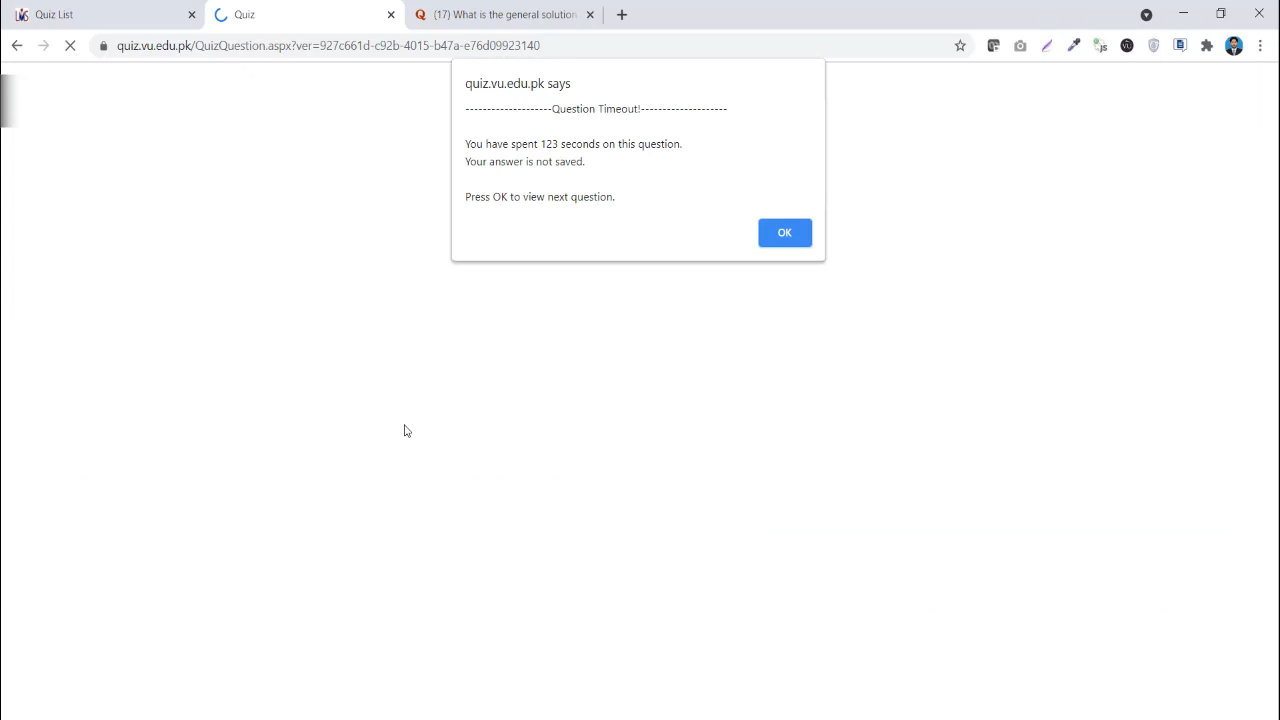 Quiz List
Quiz
(17) What is the general solution
quiz.vu.edu.pk/QuizQuestion.aspx?ver=927c661d-c92b-4015-b47a-e76d09923140
quiz.vu.edu.pk says
--------------------Question Timeout!--------------------
You have spent 123 seconds on this question.
Your answer is not saved.
Press OK to view next question.
OK